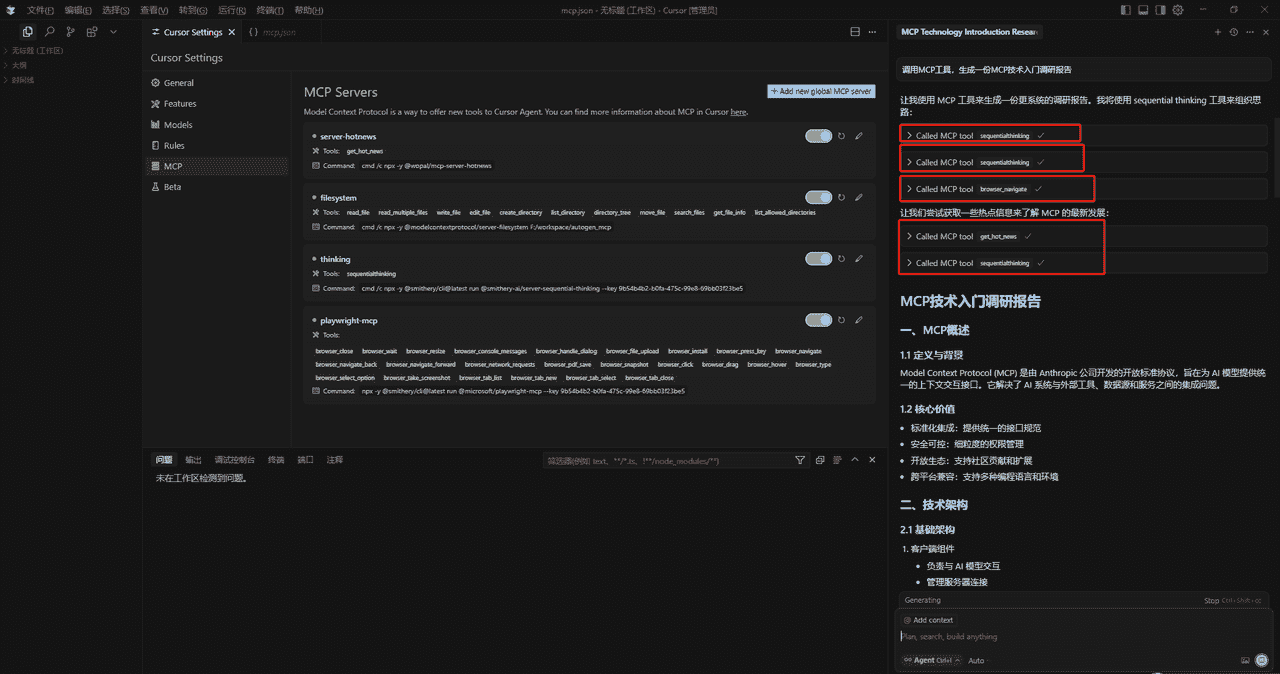 文件(F) 编辑(E) 选择(S) 查看(V) 转到(G) 运行(R) 终端(T) 帮助(H)
mcp.json - 无标题 (工作区) - Cursor [管理员]
无标题 (工作区)
大纲
时间线
Cursor Settings
mcp.json
Cursor Settings
General
Features
Models
Rules
MCP
Beta
MCP Servers
+ Add new global MCP server
Model Context Protocol is a way to offer new tools to Cursor Agent. You can find more information about MCP in Cursor here.
server-hotnews
Tools: get_hot_news
Command: cmd /c npx -y @wopal/mcp-server-hotnews
filesystem
Tools: read_file read_multiple_files write_file edit_file create_directory list_directory directory_tree move_file search_files get_file_info list_allowed_directories
Command: cmd /c npx -y @modelcontextprotocol/server-filesystem F:/workspace/autogen_mcp
thinking
Tools: sequentialthinking
Command: cmd /c npx -y @smithery/cli@latest run @smithery-ai/server-sequential-thinking --key 9b54b4b2-b0fa-475c-99e8-69bb03f23be5
playwright-mcp
Tools:
browser_close browser_wait browser_resize browser_console_messages browser_handle_dialog browser_file_upload browser_install browser_press_key browser_navigate
browser_navigate_back browser_navigate_forward browser_network_requests browser_pdf_save browser_snapshot browser_click browser_drag browser_hover browser_type
browser_select_option browser_take_screenshot browser_tab_list browser_tab_new browser_tab_select browser_tab_close
Command: npx -y @smithery/cli@latest run @microsoft/playwright-mcp --key 9b54b4b2-b0fa-475c-99e8-69bb03f23be5
问题 输出 调试控制台 终端 端口 注释
筛选器(例如 text、**/*.ts、!**/node_modules/**)
未在工作区检测到问题。
MCP Technology Introduction Resear
调用MCP工具，生成一份MCP技术入门调研报告
让我使用 MCP 工具来生成一份更系统的调研报告。我将使用 sequential thinking 工具来组织思
路：
Called MCP tool sequentialthinking
Called MCP tool sequentialthinking
Called MCP tool browser_navigate
让我们尝试获取一些热点信息来了解 MCP 的最新发展：
Called MCP tool get_hot_news
Called MCP tool sequentialthinking
MCP技术入门调研报告
一、MCP概述
1.1 定义与背景
Model Context Protocol (MCP) 是由 Anthropic 公司开发的开放标准协议，旨在为 AI 模型提供统
一的上下文交互接口。它解决了 AI 系统与外部工具、数据源和服务之间的集成问题。
1.2 核心价值
• 标准化集成：提供统一的接口规范
• 安全可控：细粒度的权限管理
• 开放生态：支持社区贡献和扩展
• 跨平台兼容：支持多种编程语言和环境
二、技术架构
2.1 基础架构
1. 客户端组件
• 负责与 AI 模型交互
• 管理服务器连接
Generating
Stop
@ Add context
Plan, search, build anything
Agent Ctrl+I Auto